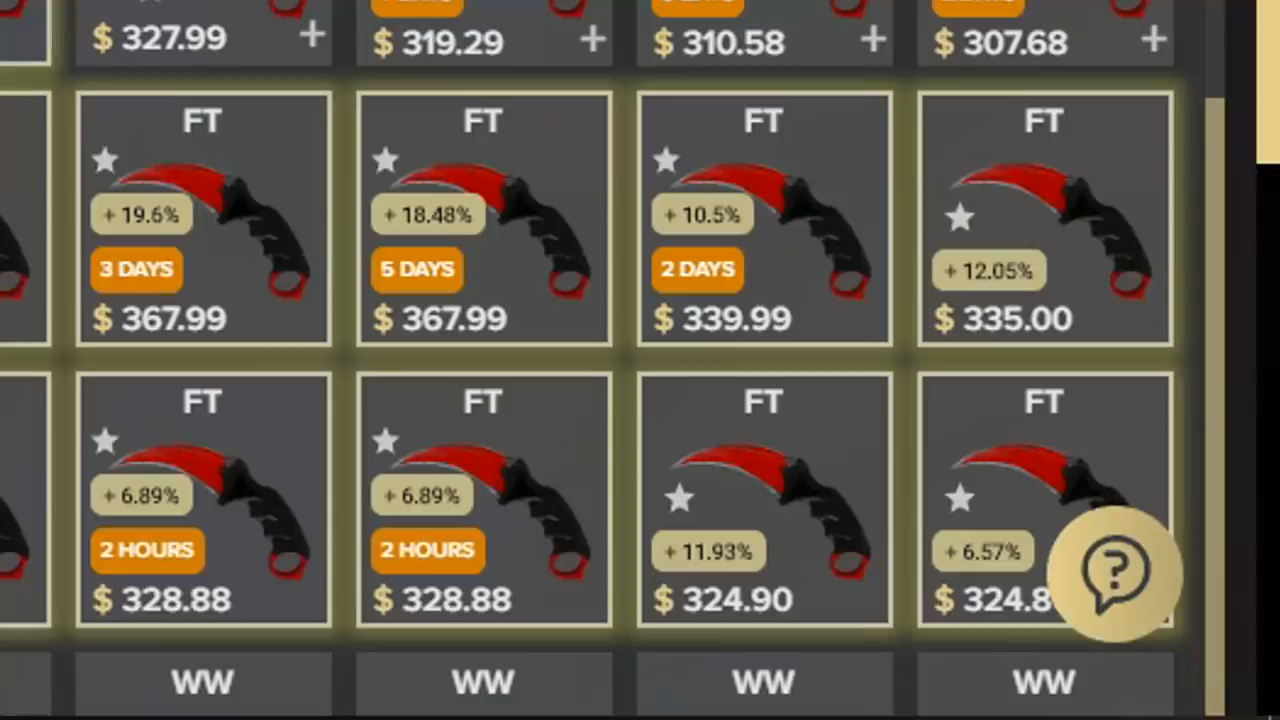 $ 327.99 +
$ 319.29 +
$ 310.58 +
$ 307.68 +
FT
+ 19.6%
3 DAYS
$ 367.99
FT
+ 18.48%
5 DAYS
$ 367.99
FT
+ 10.5%
2 DAYS
$ 339.99
FT
+ 12.05%
$ 335.00
FT
+ 6.89%
2 HOURS
$ 328.88
FT
+ 6.89%
2 HOURS
$ 328.88
FT
+ 11.93%
$ 324.90
FT
+ 6.57%
$ 324.8
?
WW
WW
WW
WW